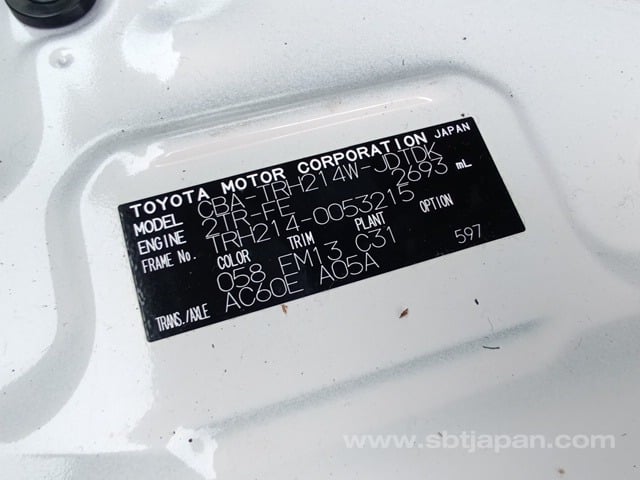 TOYOTA MOTOR CORPORATION JAPAN
MODEL CBA-TRH214W-JDTDK
ENGINE 2TR-FE 2693 mL
FRAME No. TRH214-0053215
COLOR TRIM PLANT OPTION
058 FM13 C31 597
TRANS./AXLE AC60E A05A
www.sbtjapan.com